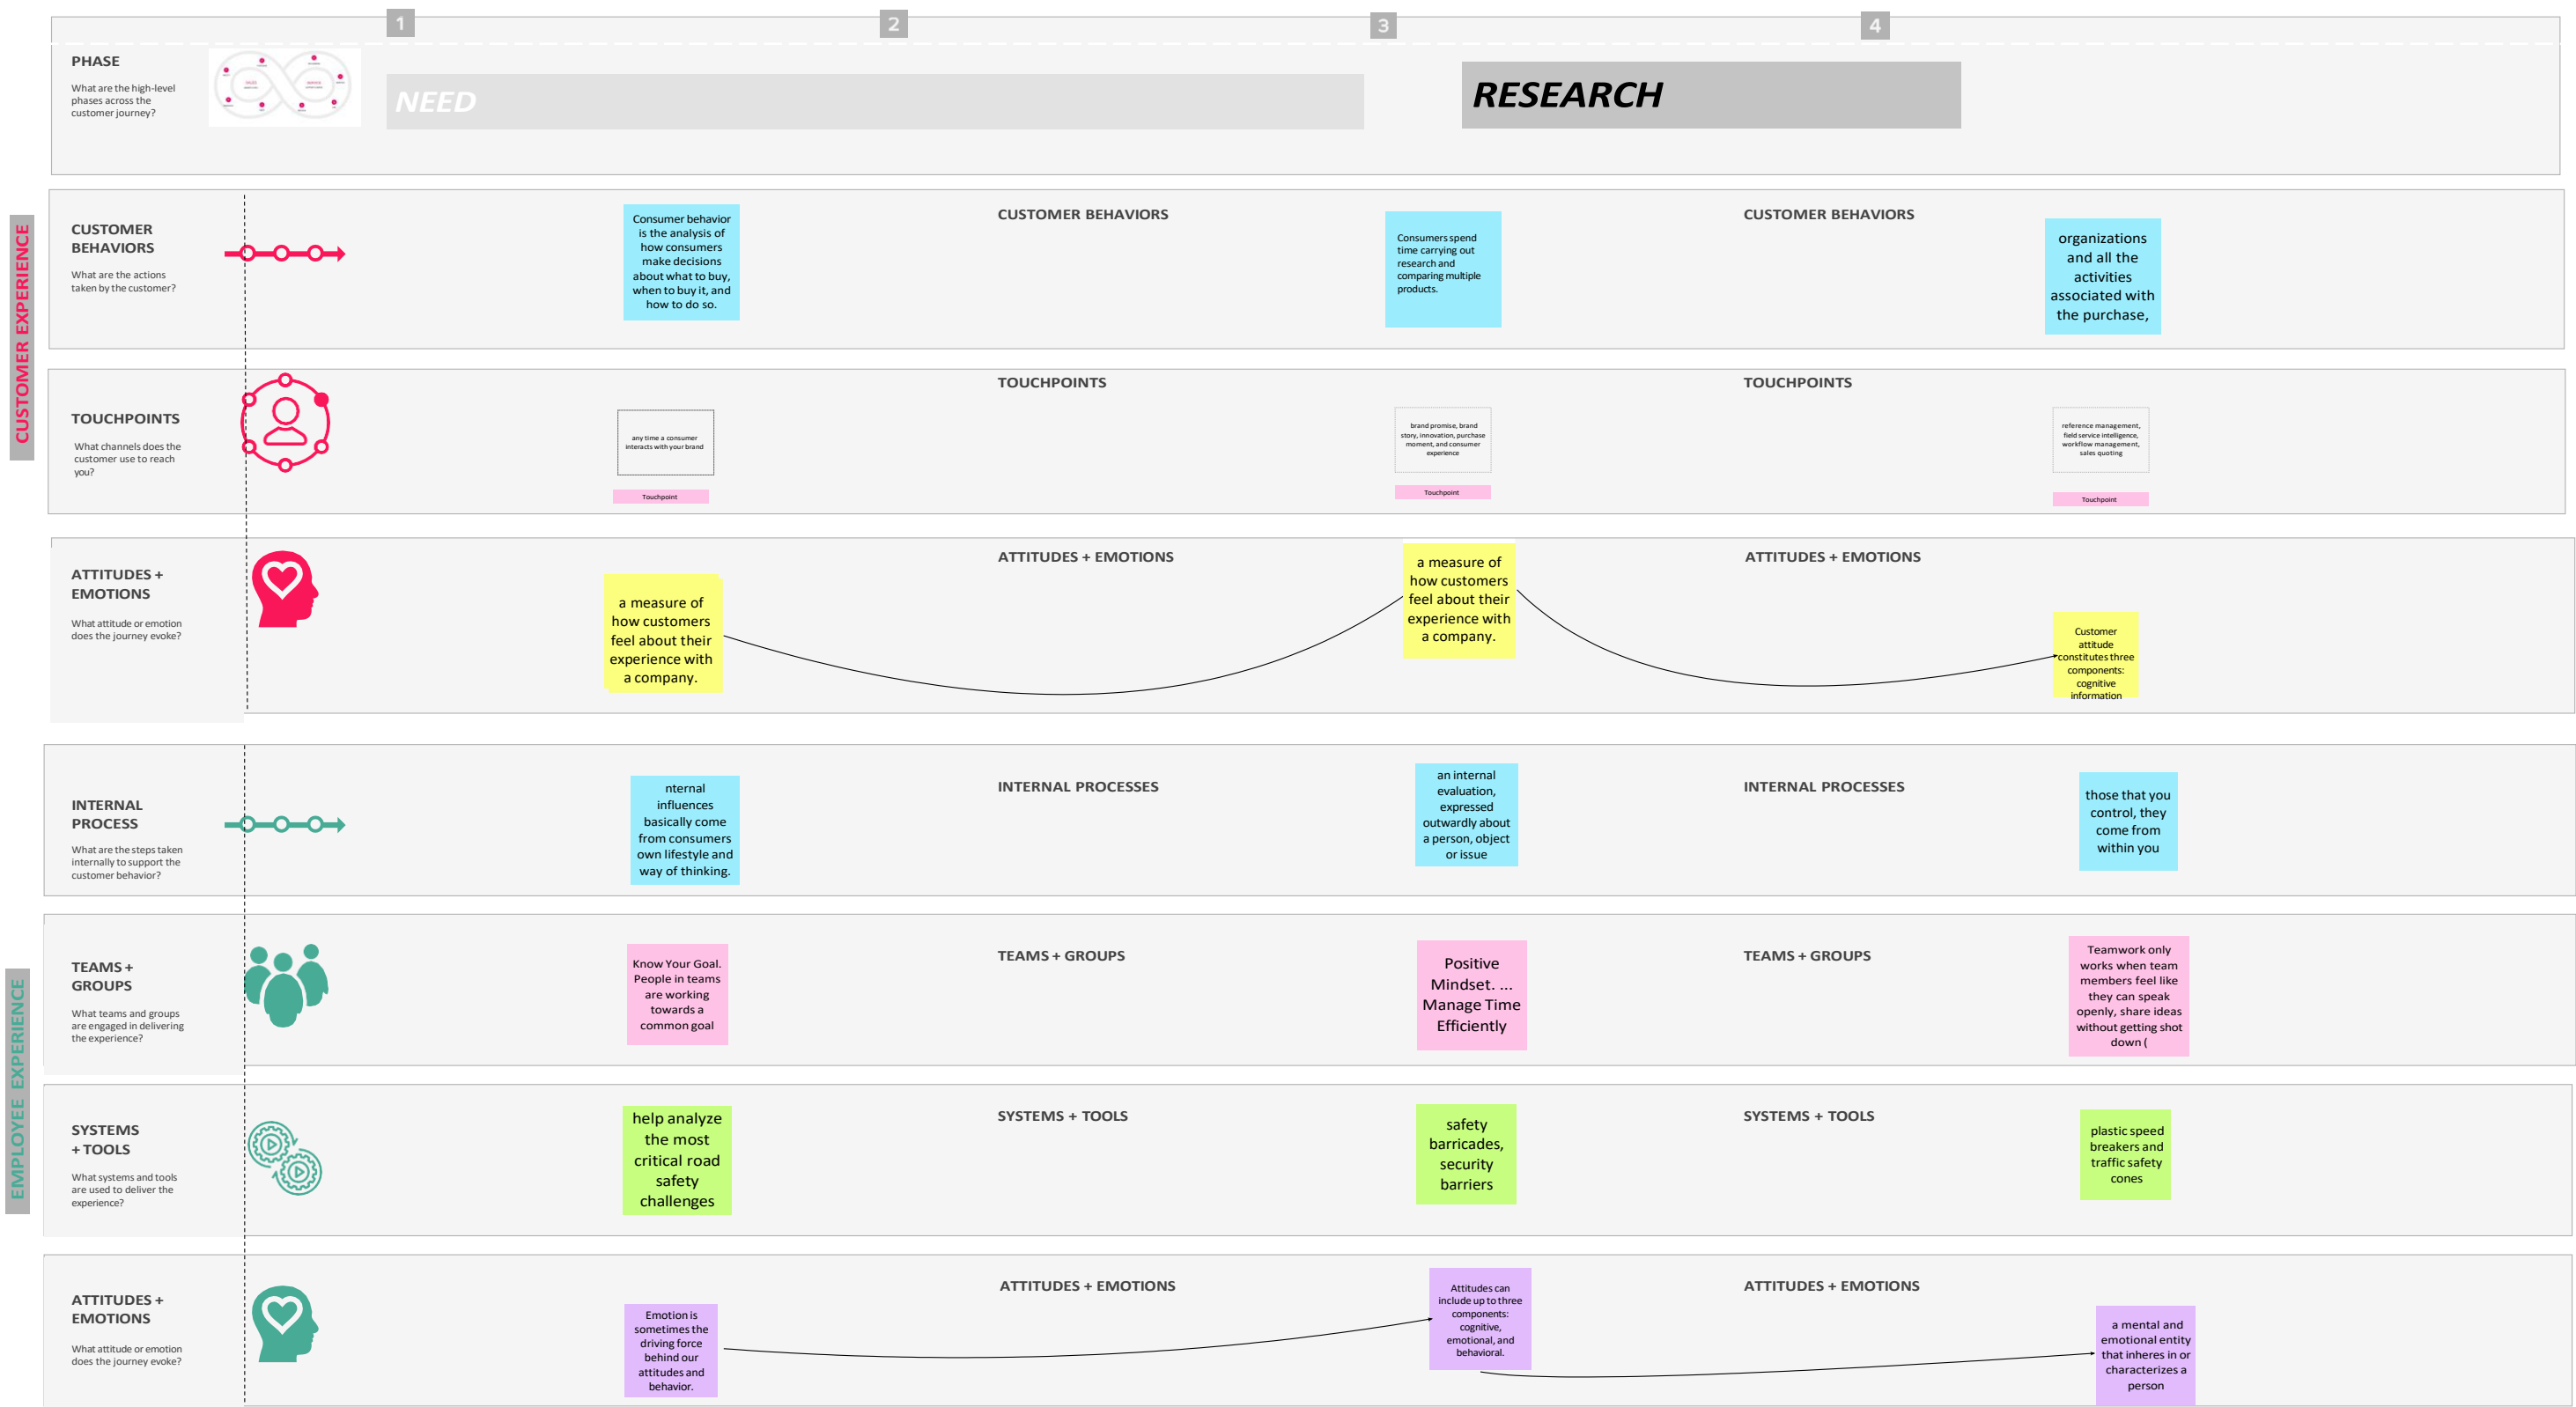 1
2
3
4
PHASE
What are the high-level
phases across the
customer journey?
NEED
RESEARCH
CUSTOMER EXPERIENCE
CUSTOMER
BEHAVIORS
What are the actions
taken by the customer?
Consumer behavior
is the analysis of
how consumers
make decisions
about what to buy,
when to buy it, and
how to do so.
CUSTOMER BEHAVIORS
Consumers spend
time carrying out
research and
comparing multiple
products.
CUSTOMER BEHAVIORS
organizations
and all the
activities
associated with
the purchase,
TOUCHPOINTS
What channels does the
customer use to reach
you?
any time a consumer
interacts with your brand
Touchpoint
TOUCHPOINTS
brand promise, brand
story, innovation, purchase
moment, and consumer
experience
Touchpoint
TOUCHPOINTS
reference management,
field service intelligence,
workflow management,
sales quoting
Touchpoint
ATTITUDES +
EMOTIONS
What attitude or emotion
does the journey evoke?
a measure of
how customers
feel about their
experience with
a company.
ATTITUDES + EMOTIONS
a measure of
how customers
feel about their
experience with
a company.
ATTITUDES + EMOTIONS
Customer
attitude
constitutes three
components:
cognitive
information
EMPLOYEE EXPERIENCE
INTERNAL
PROCESS
What are the steps taken
internally to support the
customer behavior?
nternal
influences
basically come
from consumers
own lifestyle and
way of thinking.
INTERNAL PROCESSES
an internal
evaluation,
expressed
outwardly about
a person, object
or issue
INTERNAL PROCESSES
those that you
control, they
come from
within you
TEAMS +
GROUPS
What teams and groups
are engaged in delivering
the experience?
Know Your Goal.
People in teams
are working
towards a
common goal
TEAMS + GROUPS
Positive
Mindset. ...
Manage Time
Efficiently
TEAMS + GROUPS
Teamwork only
works when team
members feel like
they can speak
openly, share ideas
without getting shot
down (
SYSTEMS
+ TOOLS
What systems and tools
are used to deliver the
experience?
help analyze
the most
critical road
safety
challenges
SYSTEMS + TOOLS
safety
barricades,
security
barriers
SYSTEMS + TOOLS
plastic speed
breakers and
traffic safety
cones
ATTITUDES +
EMOTIONS
What attitude or emotion
does the journey evoke?
Emotion is
sometimes the
driving force
behind our
attitudes and
behavior.
ATTITUDES + EMOTIONS
Attitudes can
include up to three
components:
cognitive,
emotional, and
behavioral.
ATTITUDES + EMOTIONS
a mental and
emotional entity
that inheres in or
characterizes a
person